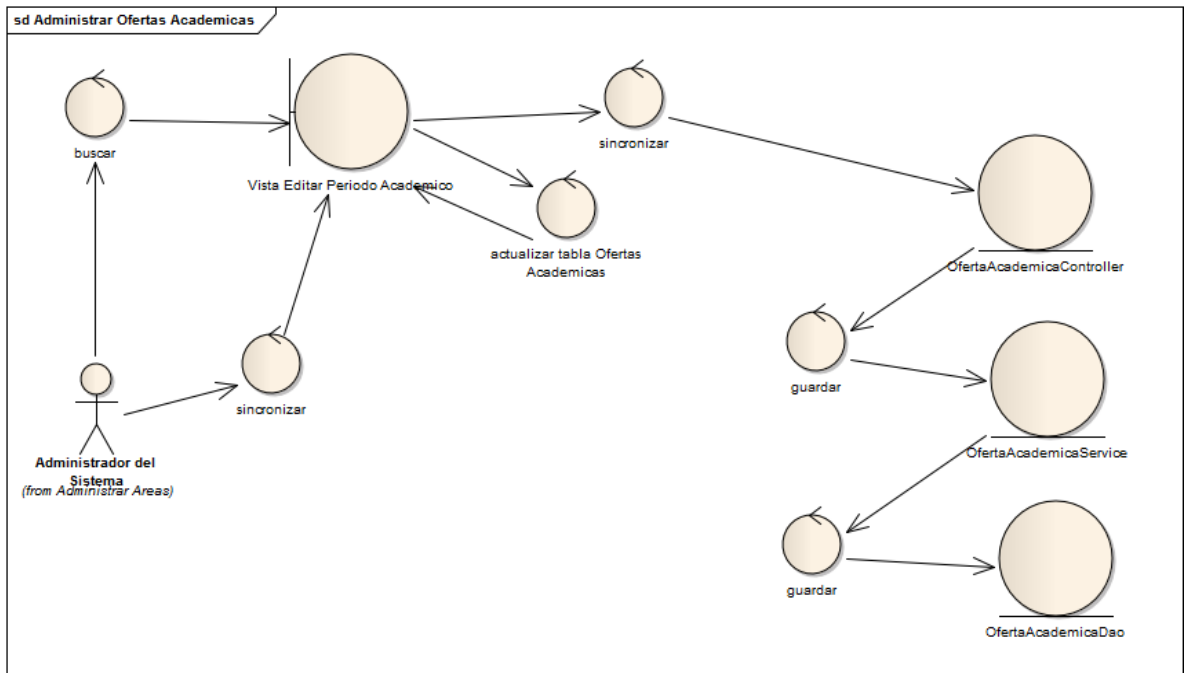 sd Administrar Ofertas Academicas
buscar
Vista Editar Periodo Academico
sincronizar
actualizar tabla Ofertas
Academicas
OfertaAcademicaController
guardar
sincronizar
OfertaAcademicaService
Administrador del
Sistema
(from Administrar Areas)
guardar
OfertaAcademicaDao